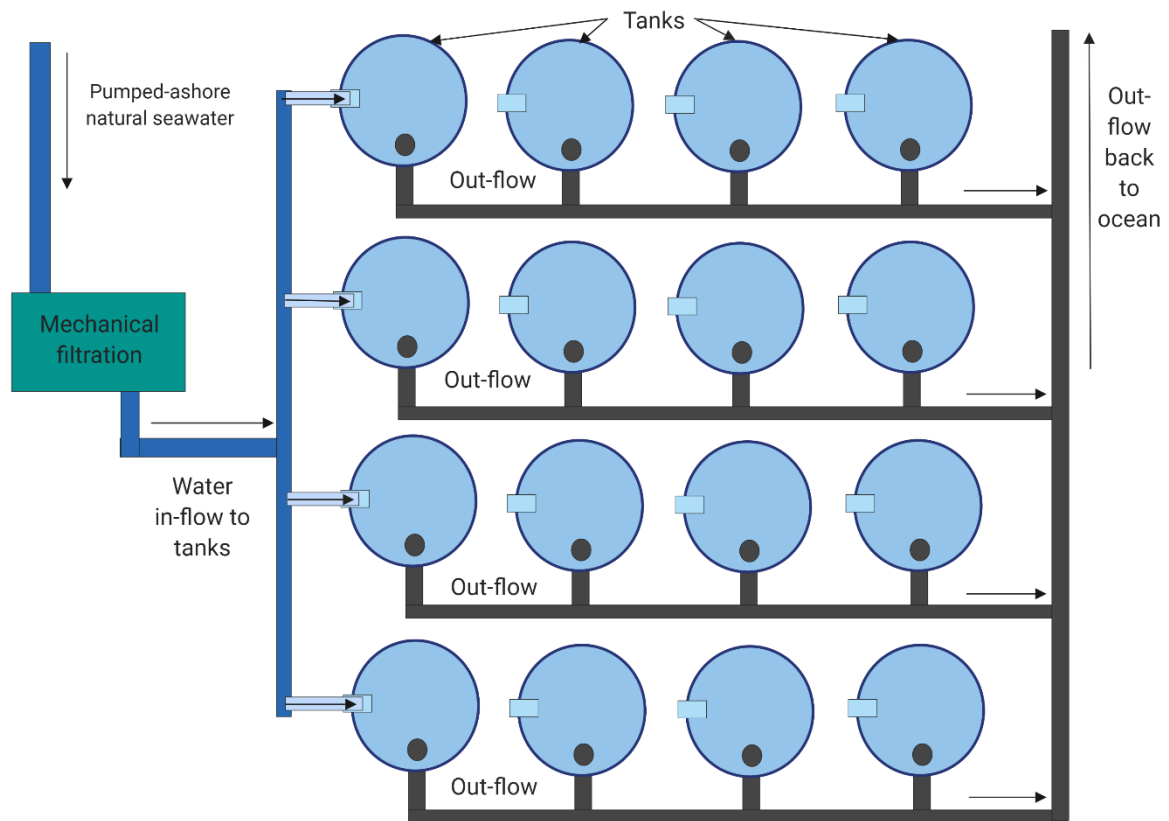 Tanks
Pumped-ashore
natural seawater
Out-
flow
back
to
ocean
Out-flow
Mechanical
filtration
Out-flow
Water
in-flow to
tanks
Out-flow
Out-flow